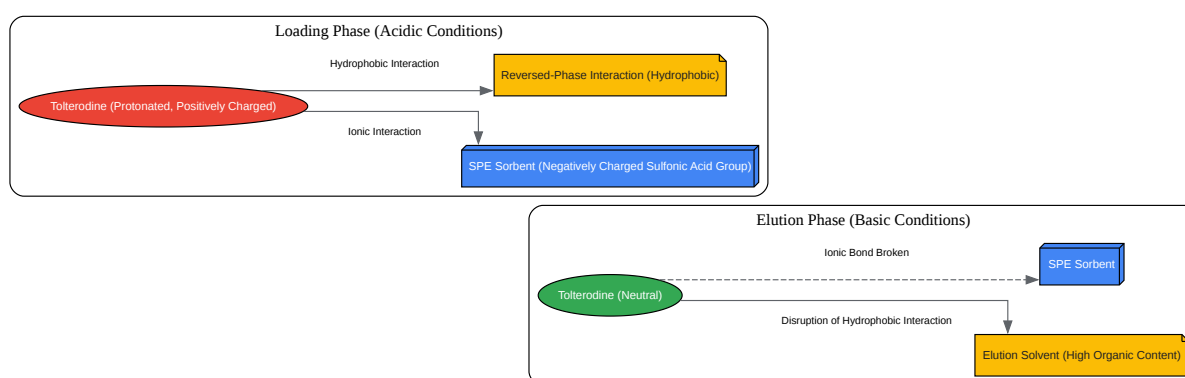 Loading Phase (Acidic Conditions)
Hydrophobic Interaction
Reversed-Phase Interaction (Hydrophobic)
Tolterodine (Protonated, Positively Charged)
Ionic Interaction
SPE Sorbent (Negatively Charged Sulfonic Acid Group)
Elution Phase (Basic Conditions)
Ionic Bond Broken
SPE Sorbent
Tolterodine (Neutral)
Disruption of Hydrophobic Interaction
Elution Solvent (High Organic Content)